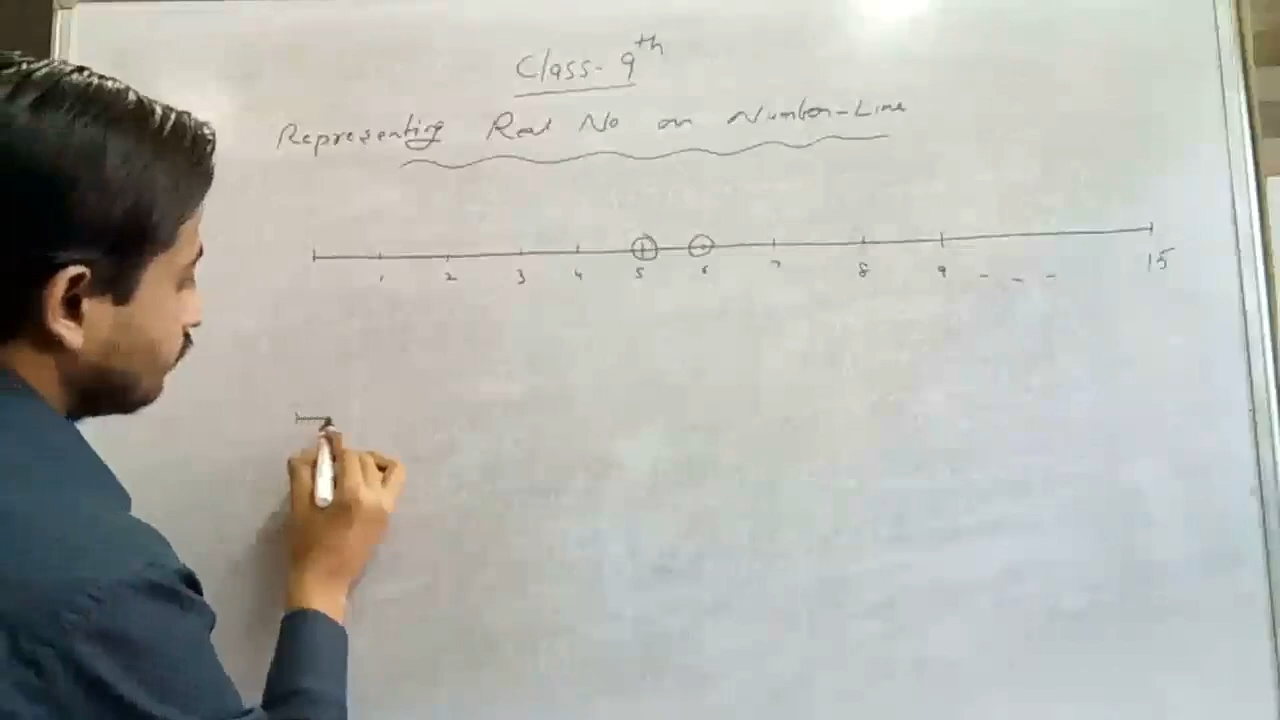 Class-9th
Representing Real No on Number-Line
1 2 3 4 5 6 7 8 9 - - - 15